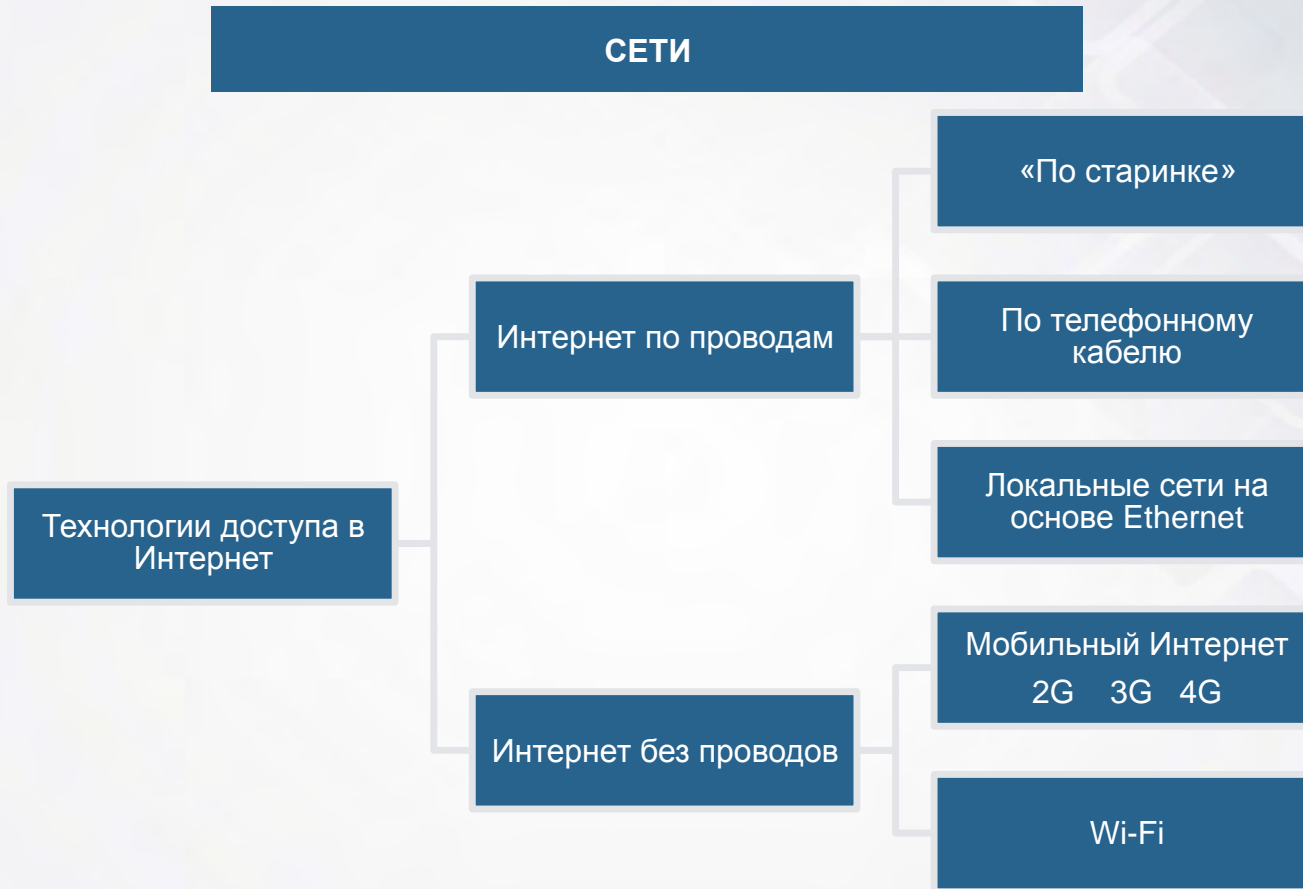 СЕТИ
«По старинке»
Интернет по проводам
По телефонному
кабелю
Локальные сети на
основе Ethernet
Технологии доступа в
Интернет
Мобильный Интернет
2G 3G 4G
Интернет без проводов
Wi-Fi